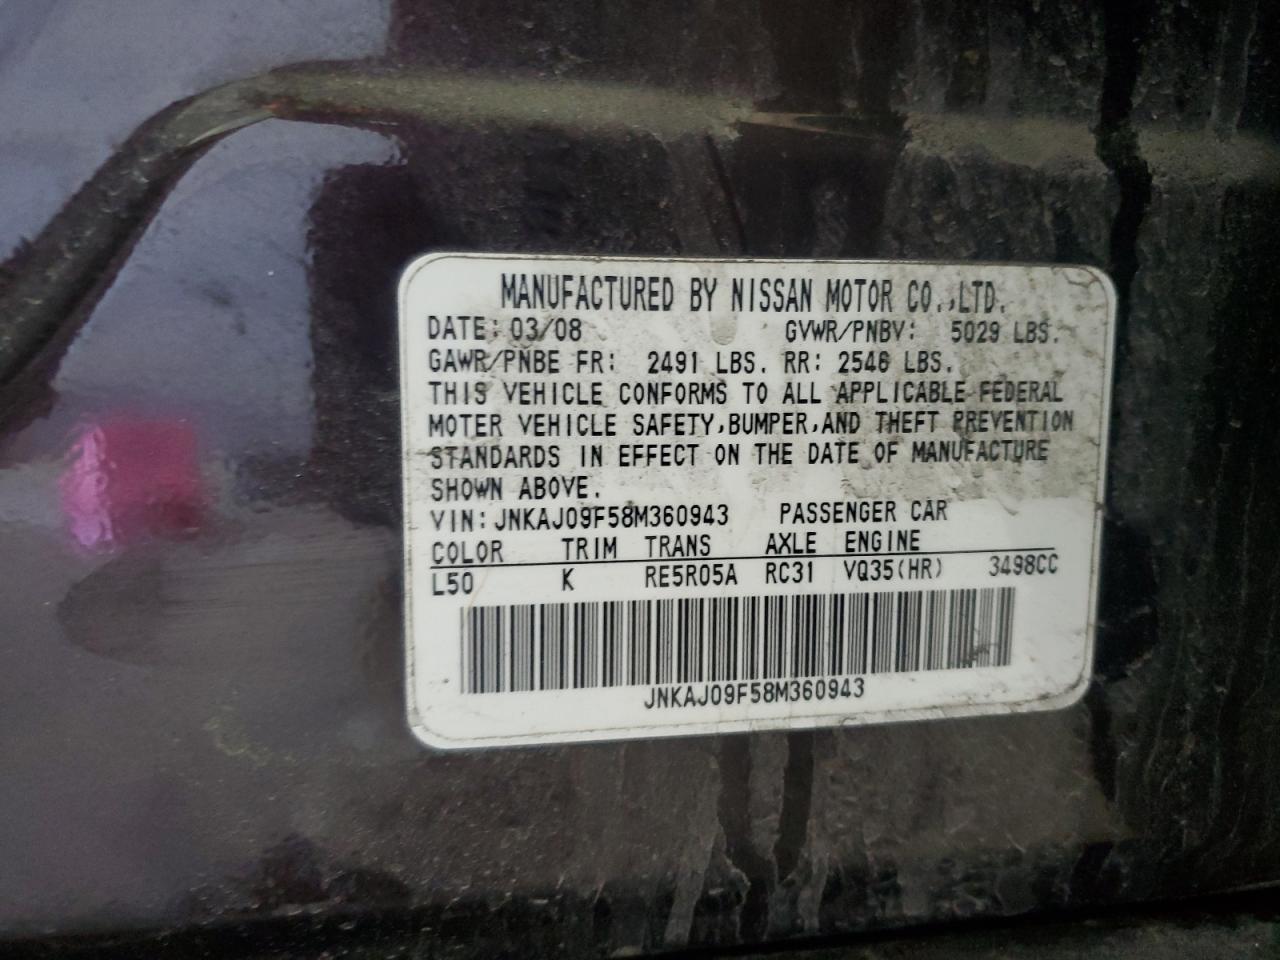 MANUFACTURED BY NISSAN MOTOR CO.,LTD.
DATE: 03/08 GVWR/PNBV: 5029 LBS.
GAWR/PNBE FR: 2491 LBS. RR: 2546 LBS.
THIS VEHICLE CONFORMS TO ALL APPLICABLE FEDERAL
MOTER VEHICLE SAFETY,BUMPER,AND THEFT PREVENTION
STANDARDS IN EFFECT ON THE DATE OF MANUFACTURE
SHOWN ABOVE.
VIN:JNKAJ09F58M360943 PASSENGER CAR
COLOR TRIM TRANS AXLE ENGINE
L50 K RE5R05A RC31 VQ35(HR) 3498CC
JNKAJ09F58M360943